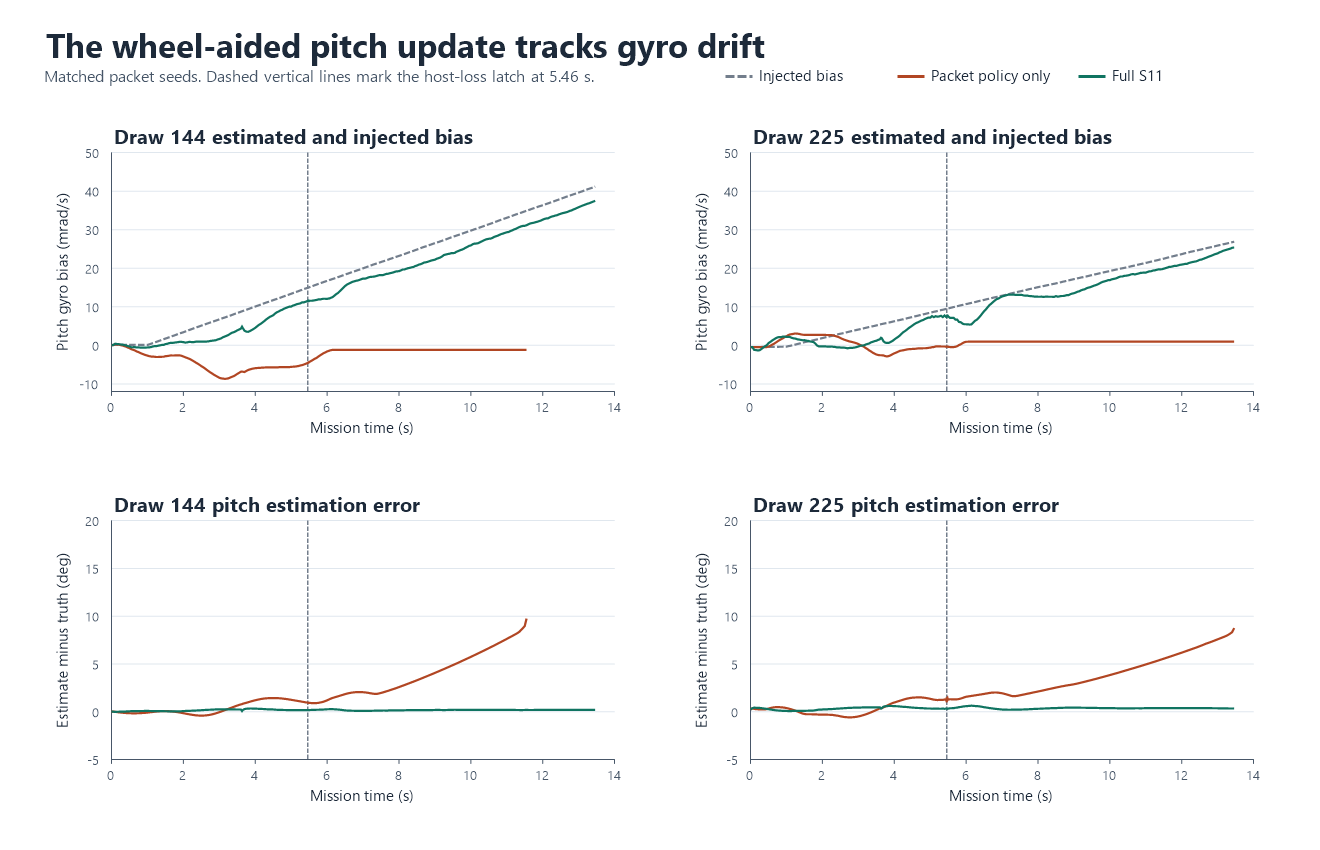 The wheel-aided pitch update tracks gyro drift
Matched packet seeds. Dashed vertical lines mark the host-loss latch at 5.46 s.
Injected bias
Packet policy only
Full S11
Draw 144 estimated and injected bias
50
40
30
20
10
0
-10
Pitch gyro bias (mrad/s)
0 2 4 6 8 10 12 14
Mission time (s)
Draw 225 estimated and injected bias
50
40
30
20
10
0
-10
Pitch gyro bias (mrad/s)
0 2 4 6 8 10 12 14
Mission time (s)
Draw 144 pitch estimation error
20
15
10
5
0
-5
Estimate minus truth (deg)
0 2 4 6 8 10 12 14
Mission time (s)
Draw 225 pitch estimation error
20
15
10
5
0
-5
Estimate minus truth (deg)
0 2 4 6 8 10 12 14
Mission time (s)